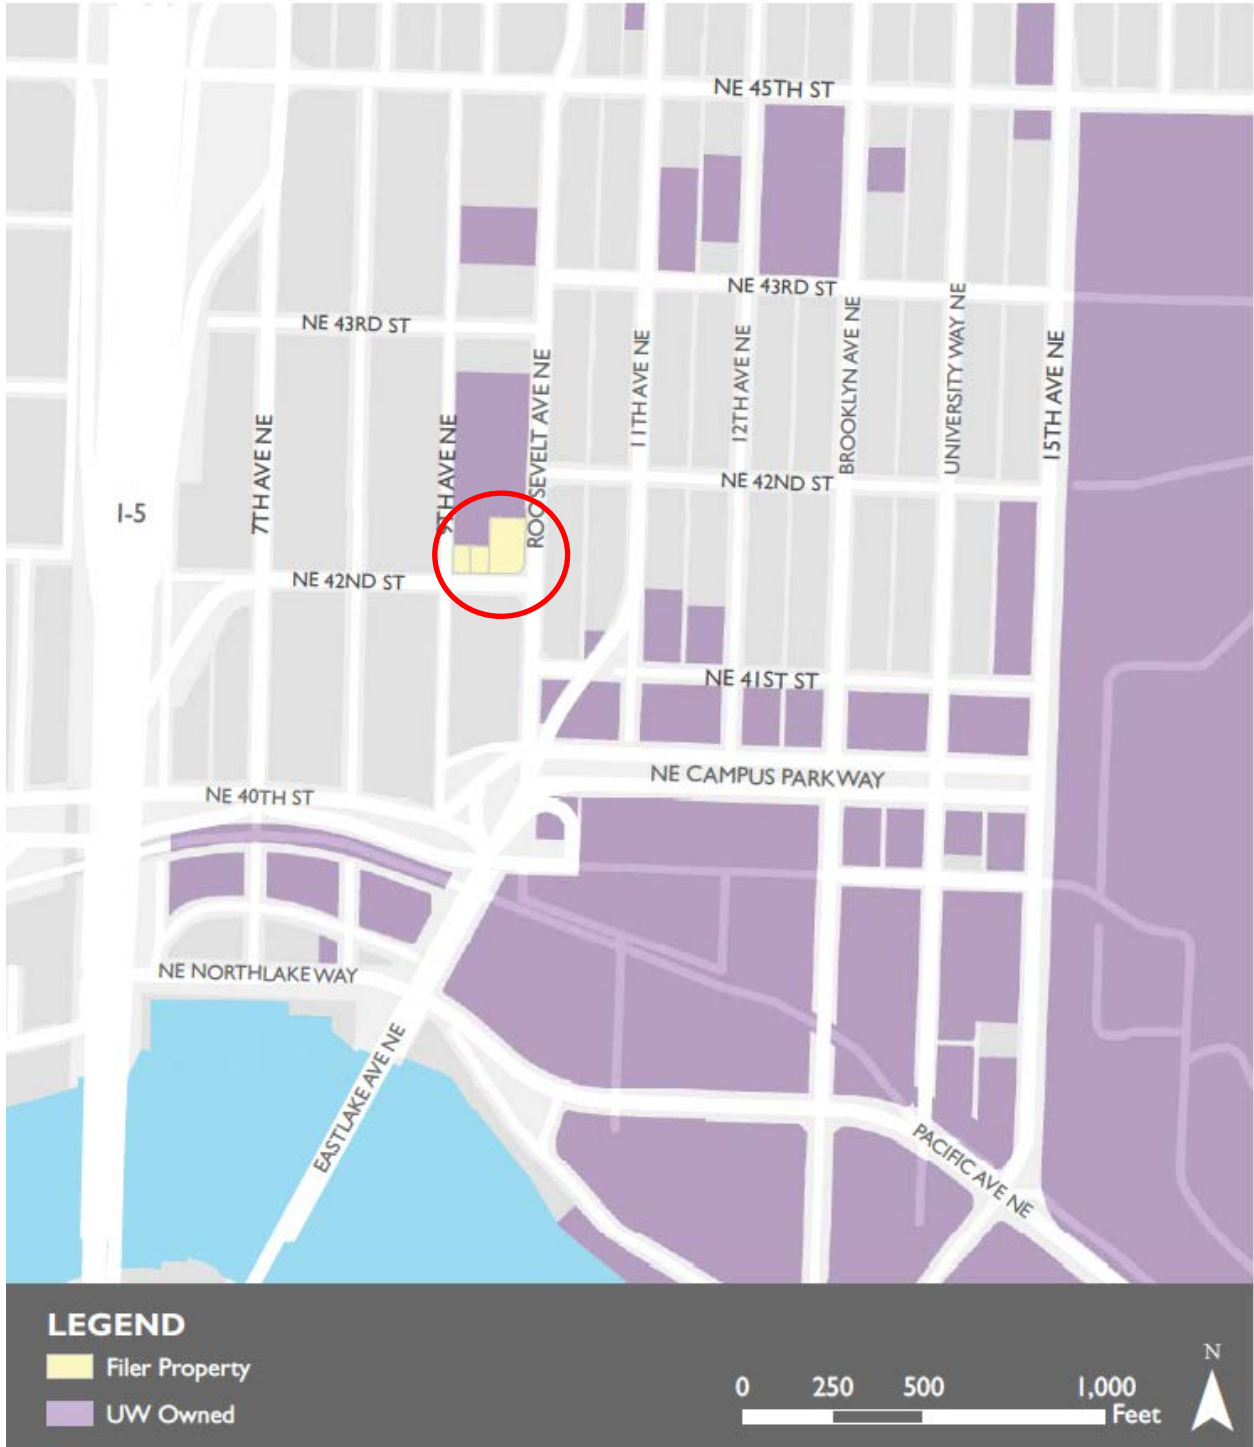 NE 45TH ST
NE 43RD ST
NE 43RD ST
7TH AVE NE
9TH AVE NE
ROOSEVELT AVE NE
11TH AVE NE
12TH AVE NE
BROOKLYN AVE NE
UNIVERSITY WAY NE
15TH AVE NE
NE 42ND ST
I-5
NE 42ND ST
NE 41ST ST
NE CAMPUS PARKWAY
NE 40TH ST
NE NORTHLAKE WAY
EASTLAKE AVE NE
PACIFIC AVE NE
LEGEND
Filer Property
UW Owned
0 250 500 1,000
Feet
N